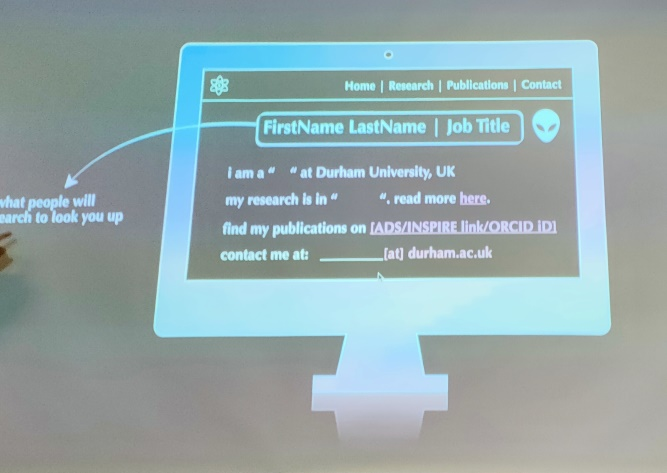 Home | Research | Publications | Contact
FirstName LastName | Job Title
i am a “ “ at Durham University, UK
my research is in “ “. read more here.
find my publications on [ADS/INSPIRE link/ORCID iD]
contact me at: ________[at] durham.ac.uk
what people will
earch to look you up